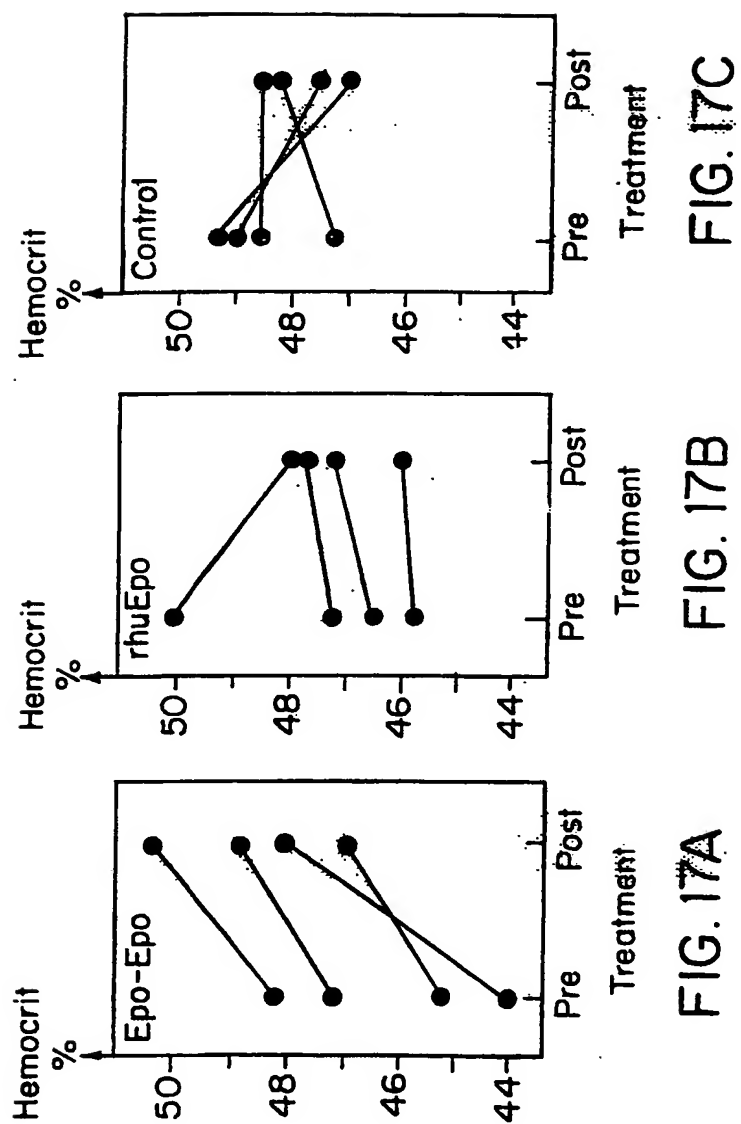 Hemocrit
%
Epo-Epo
50
48
46
44
Pre Post
Treatment
FIG. 17A
Hemocrit
%
rhuEpo
50
48
46
44
Pre Post
Treatment
FIG. 17B
Hemocrit
%
Control
50
48
46
44
Pre Post
Treatment
FIG. 17C